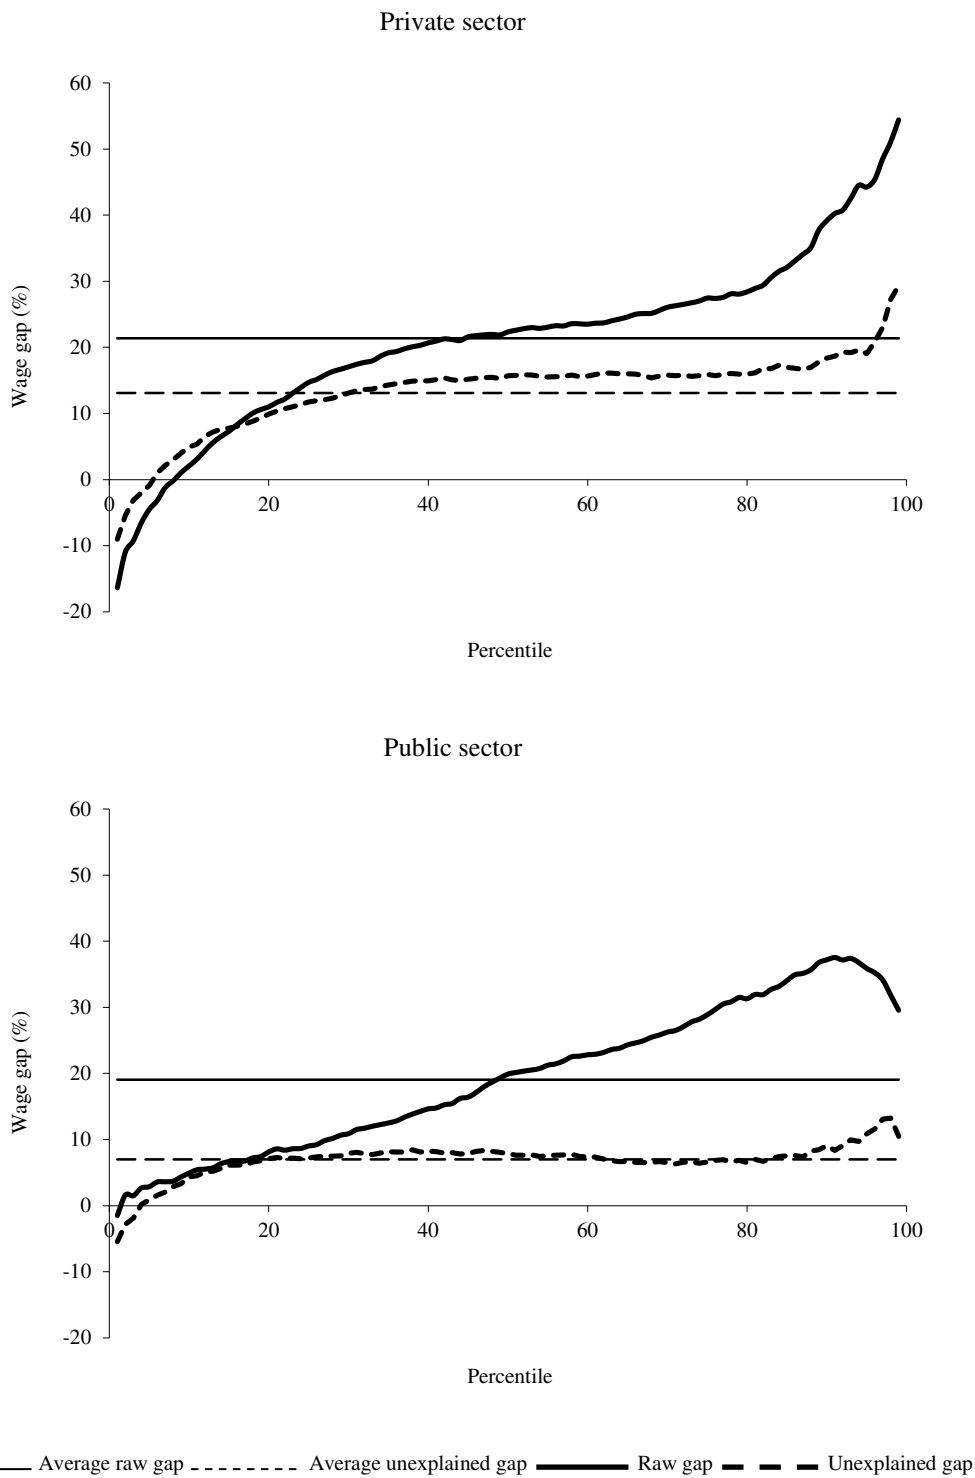 Private sector
60
50
40
30
20
10
0
-10
-20
0 20 40 60 80 100
Wage gap (%)
Percentile
Public sector
60
50
40
30
20
10
0
-10
-20
0 20 40 60 80 100
Wage gap (%)
Percentile
Average raw gap Average unexplained gap Raw gap Unexplained gap